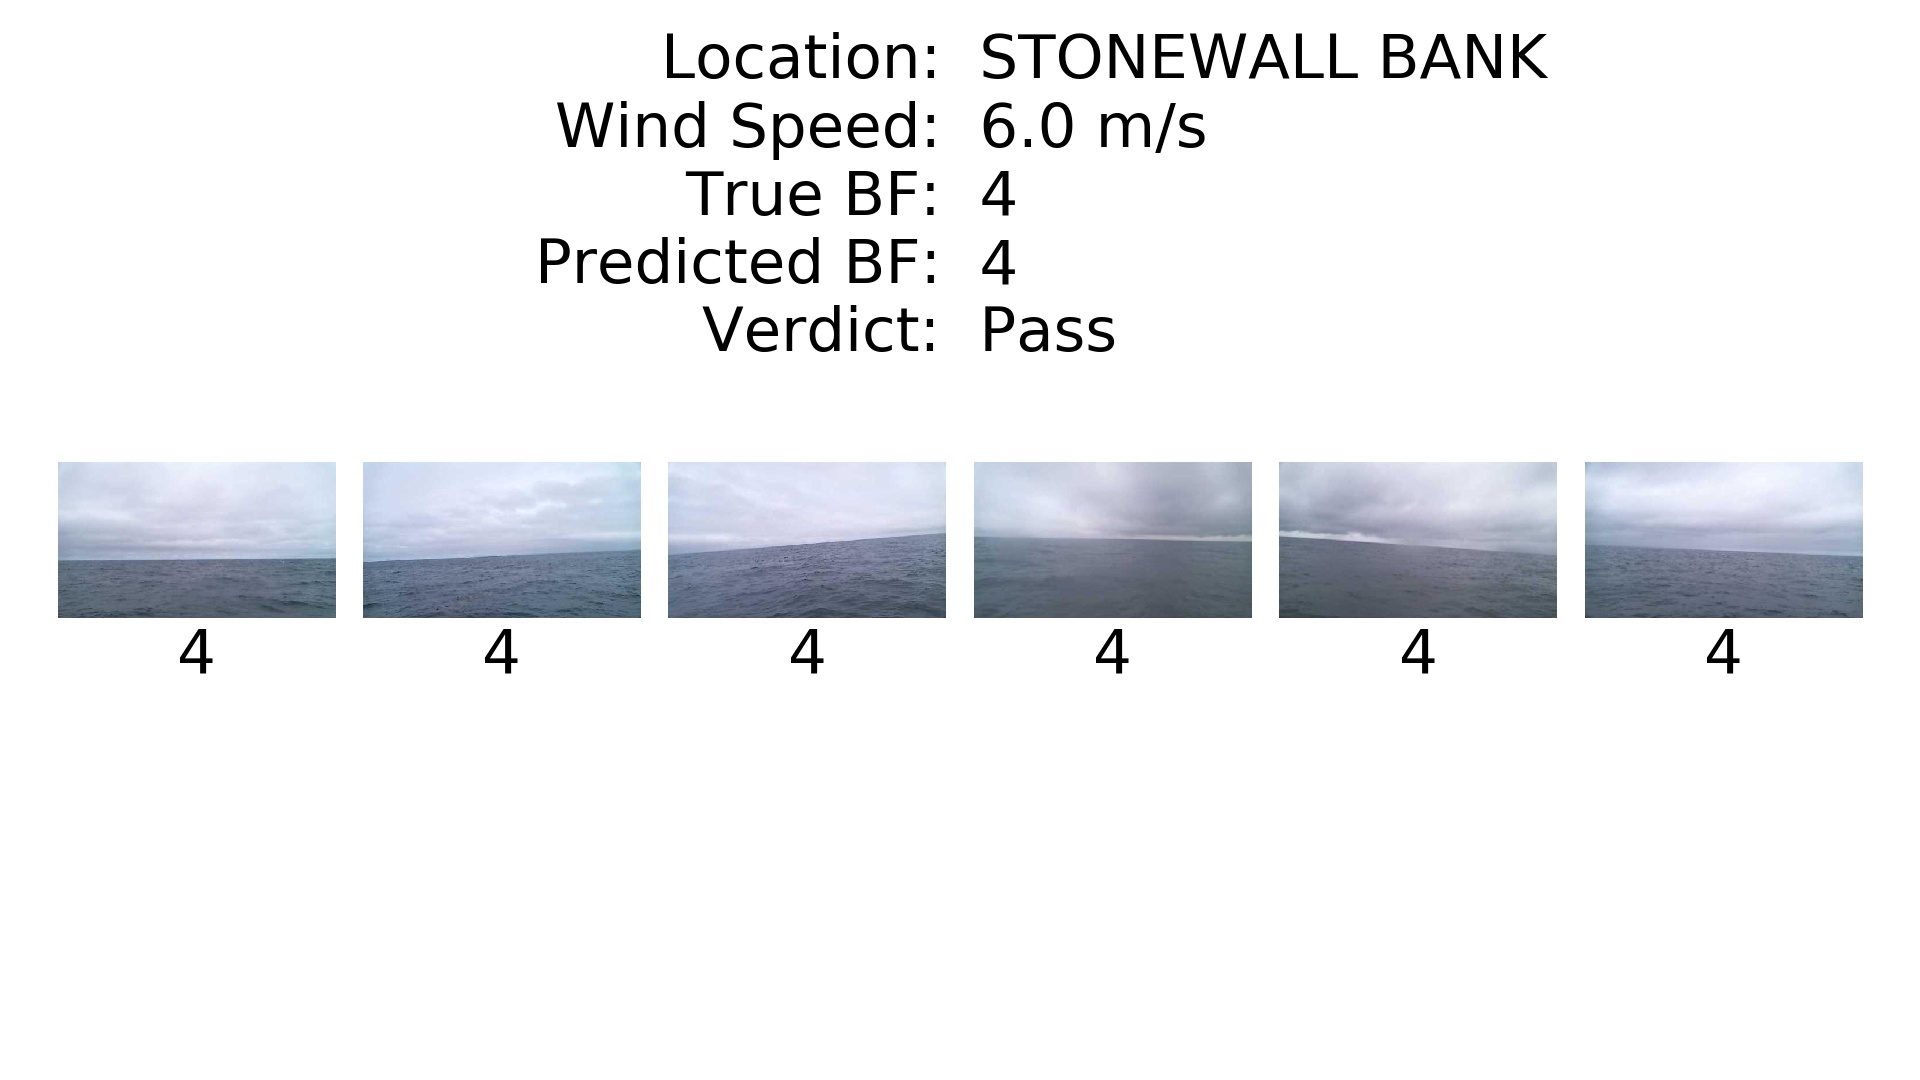 Location: STONEWALL BANK
Wind Speed: 6.0 m/s
True BF: 4
Predicted BF: 4
Verdict: Pass
4 4 4 4 4 4